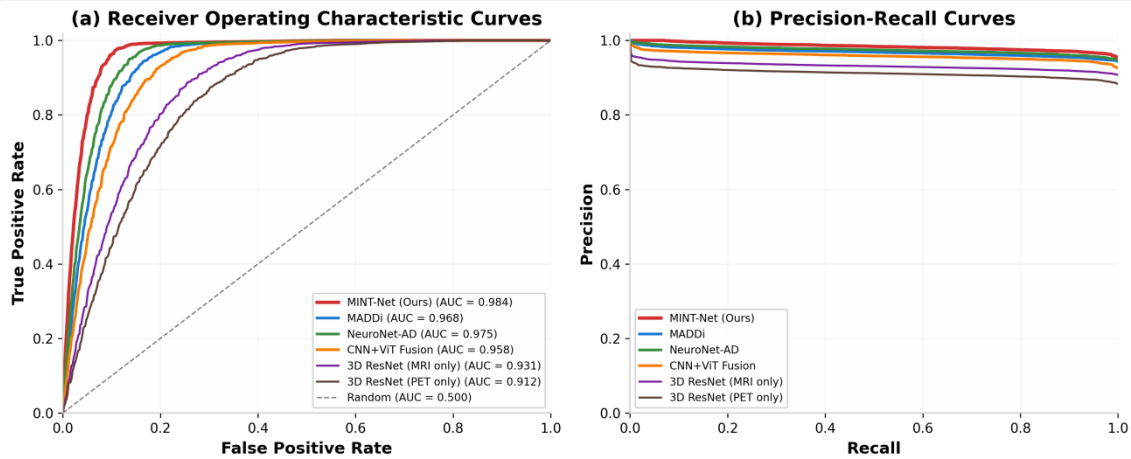 (a) Receiver Operating Characteristic Curves
1.0
0.8
0.6
0.4
0.2
0.0
True Positive Rate
MINT-Net (Ours) (AUC = 0.984)
MADDi (AUC = 0.968)
NeuroNet-AD (AUC = 0.975)
CNN+ViT Fusion (AUC = 0.958)
3D ResNet (MRI only) (AUC = 0.931)
3D ResNet (PET only) (AUC = 0.912)
Random (AUC = 0.500)
0.0 0.2 0.4 0.6 0.8 1.0
False Positive Rate
(b) Precision-Recall Curves
1.0
0.8
0.6
0.4
0.2
0.0
Precision
MINT-Net (Ours)
MADDi
NeuroNet-AD
CNN+ViT Fusion
3D ResNet (MRI only)
3D ResNet (PET only)
0.0 0.2 0.4 0.6 0.8 1.0
Recall